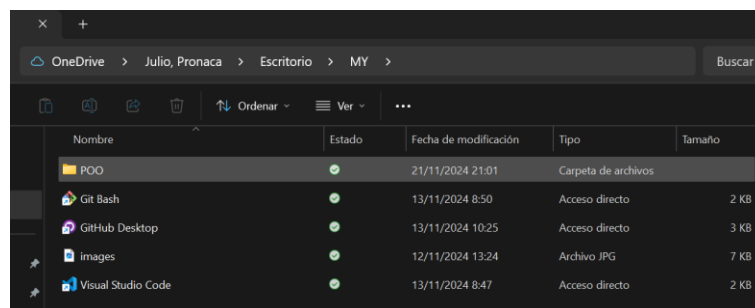 OneDrive > Julio, Pronaca > Escritorio > MY >
Buscar
Ordenar Ver
Nombre Estado Fecha de modificación Tipo Tamaño
POO 21/11/2024 21:01 Carpeta de archivos
Git Bash 13/11/2024 8:50 Acceso directo 2 KB
GitHub Desktop 13/11/2024 10:25 Acceso directo 3 KB
images 12/11/2024 13:24 Archivo JPG 7 KB
Visual Studio Code 13/11/2024 8:47 Acceso directo 2 KB